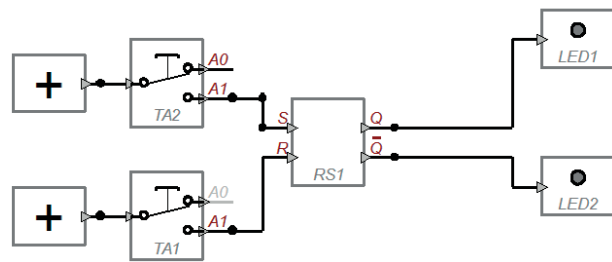 +
A0
A1
TA2
S
R
Q
Q̅
RS1
LED1
+
A0
A1
TA1
LED2